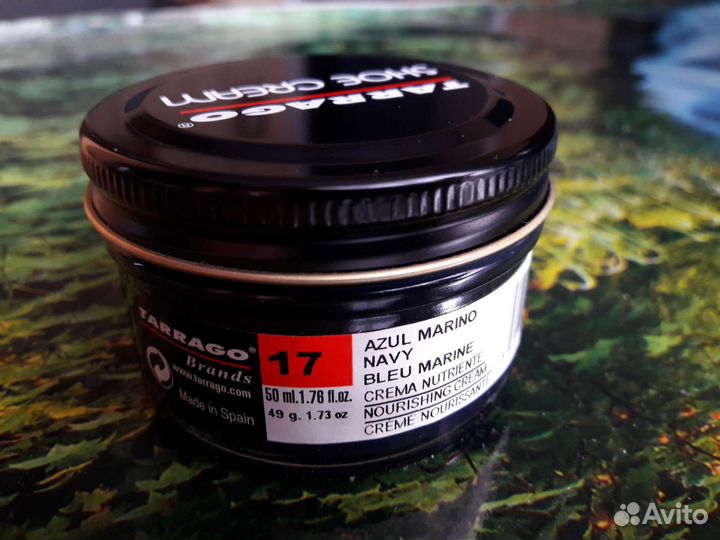 TARRAGO®
SHOE CREAM
TARRAGO®
Brands
www.tarrago.com
Made in Spain
17
50 ml.1.76 fl.oz.
49 g. 1.73 oz
AZUL MARINO
NAVY
BLEU MARINE
CREMA NUTRIENTE
NOURISHING CREAM
CRÈME NOURISSANTE
Avito